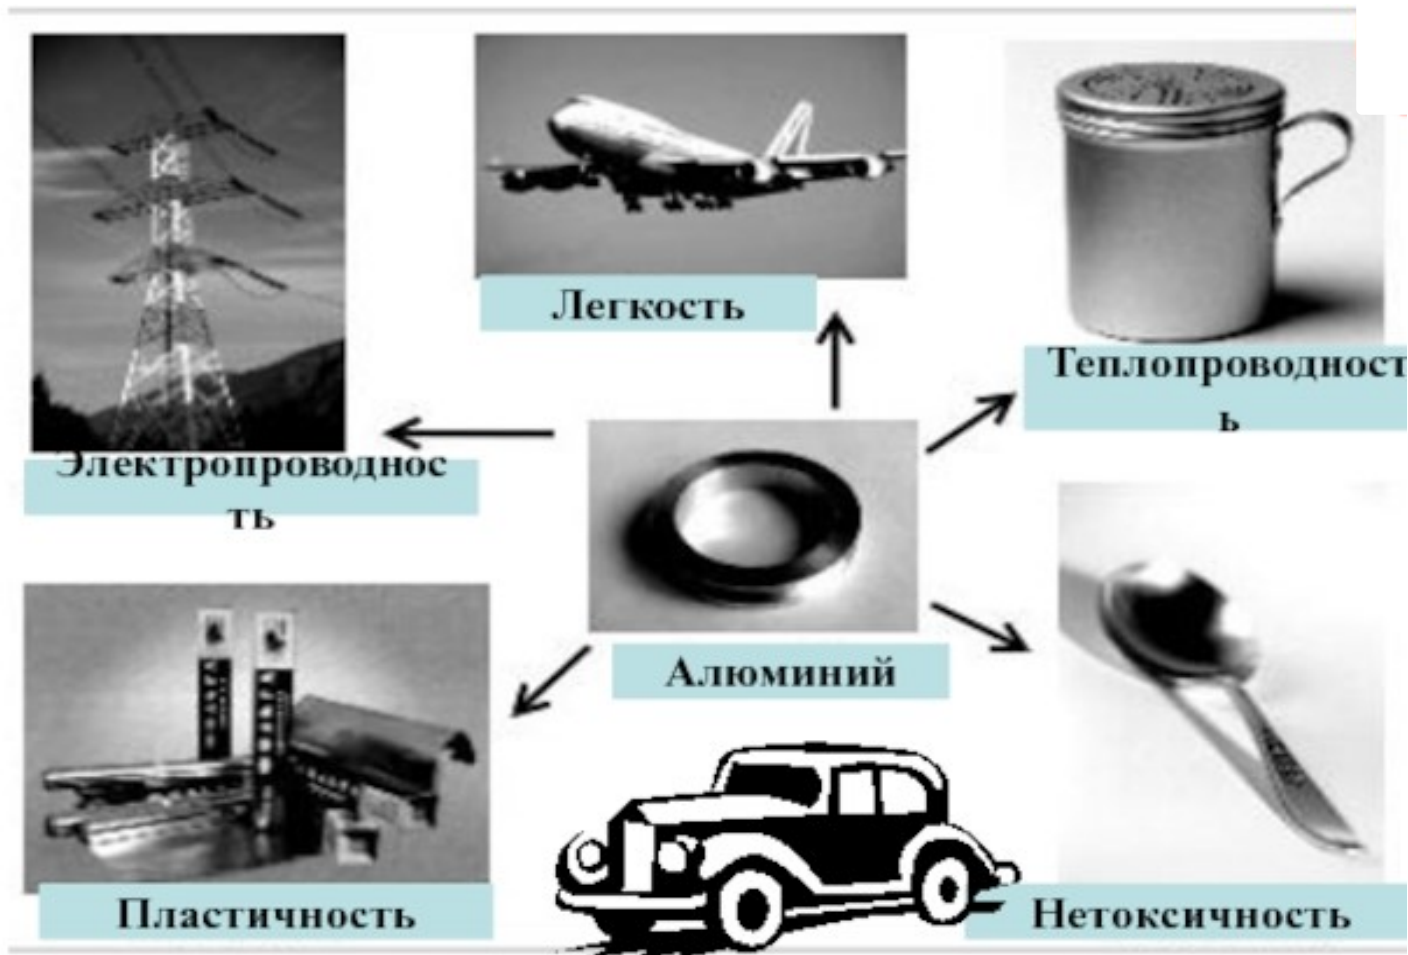 Легкость
Теплопроводност
ь
Электропроводнос
ть
Алюминий
Пластичность
Нетоксичность